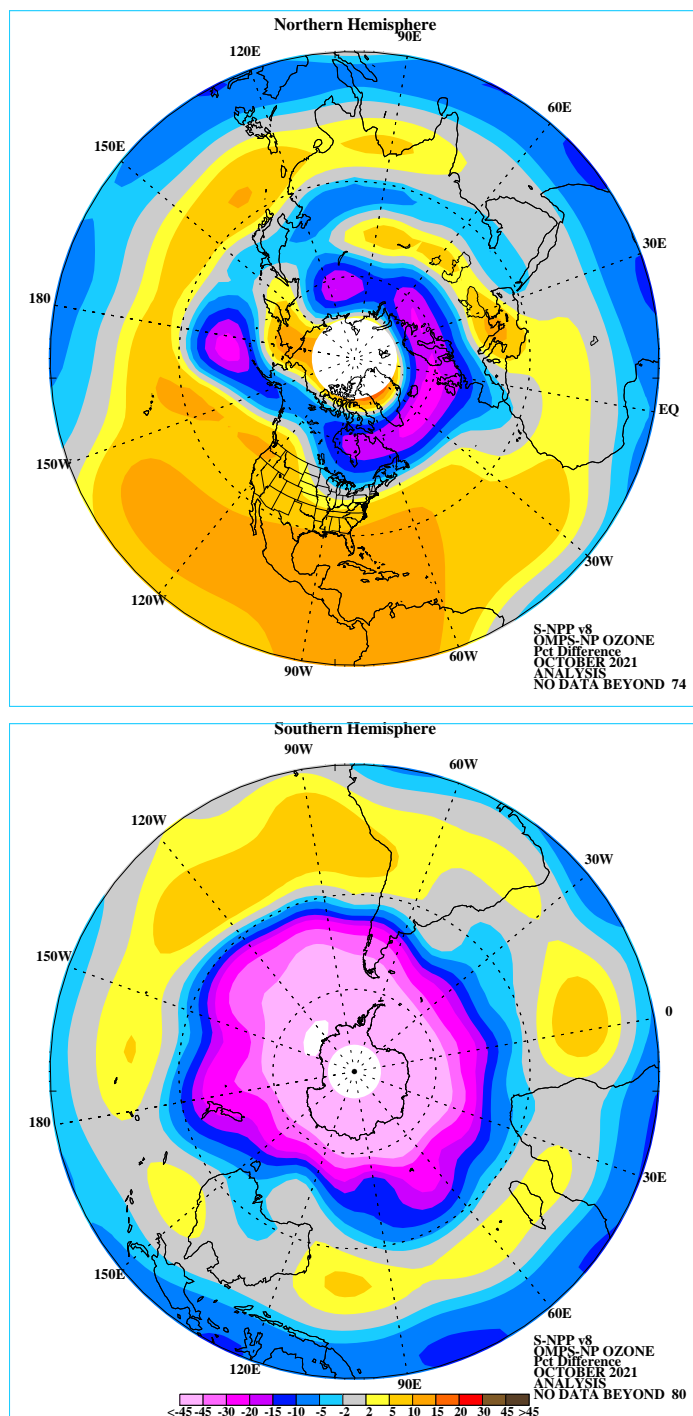 Northern Hemisphere
90E
120E
60E
150E
30E
180
EQ
150W
30W
120W
60W
90W
S-NPP v8
OMPS-NP OZONE
Pct Difference
OCTOBER 2021
ANALYSIS
NO DATA BEYOND 74
Southern Hemisphere
90W
60W
120W
30W
150W
0
180
30E
150E
60E
120E
90E
S-NPP v8
OMPS-NP OZONE
Pct Difference
OCTOBER 2021
ANALYSIS
NO DATA BEYOND 80
<-45 -45 -30 -20 -15 -10 -5 -2 2 5 10 15 20 30 45 >45